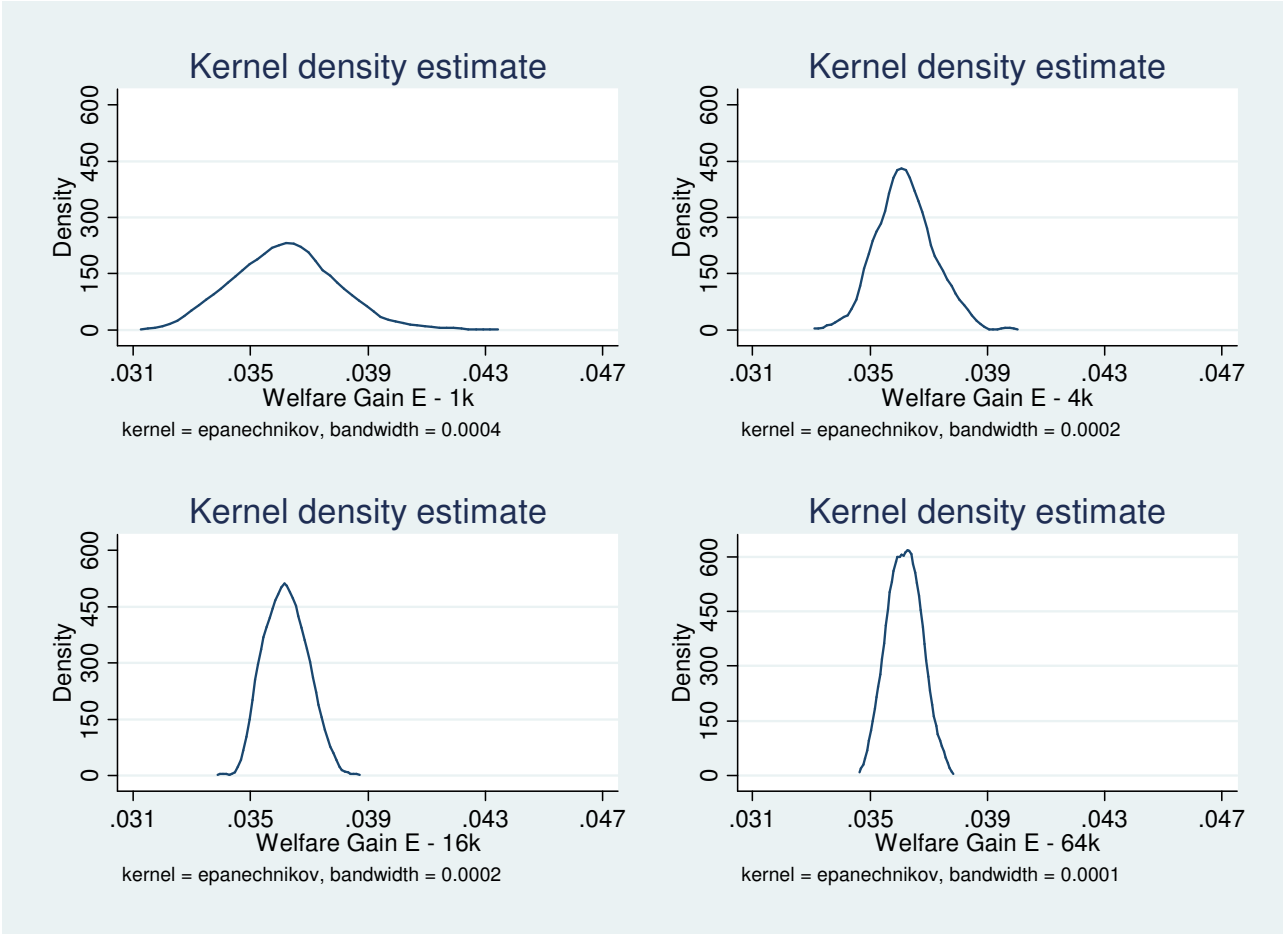 Kernel density estimate
600
450
300
150
0
Density
.031 .035 .039 .043 .047
Welfare Gain E - 1k
kernel = epanechnikov, bandwidth = 0.0004
Kernel density estimate
600
450
300
150
0
Density
.031 .035 .039 .043 .047
Welfare Gain E - 4k
kernel = epanechnikov, bandwidth = 0.0002
Kernel density estimate
600
450
300
150
0
Density
.031 .035 .039 .043 .047
Welfare Gain E - 16k
kernel = epanechnikov, bandwidth = 0.0002
Kernel density estimate
600
450
300
150
0
Density
.031 .035 .039 .043 .047
Welfare Gain E - 64k
kernel = epanechnikov, bandwidth = 0.0001